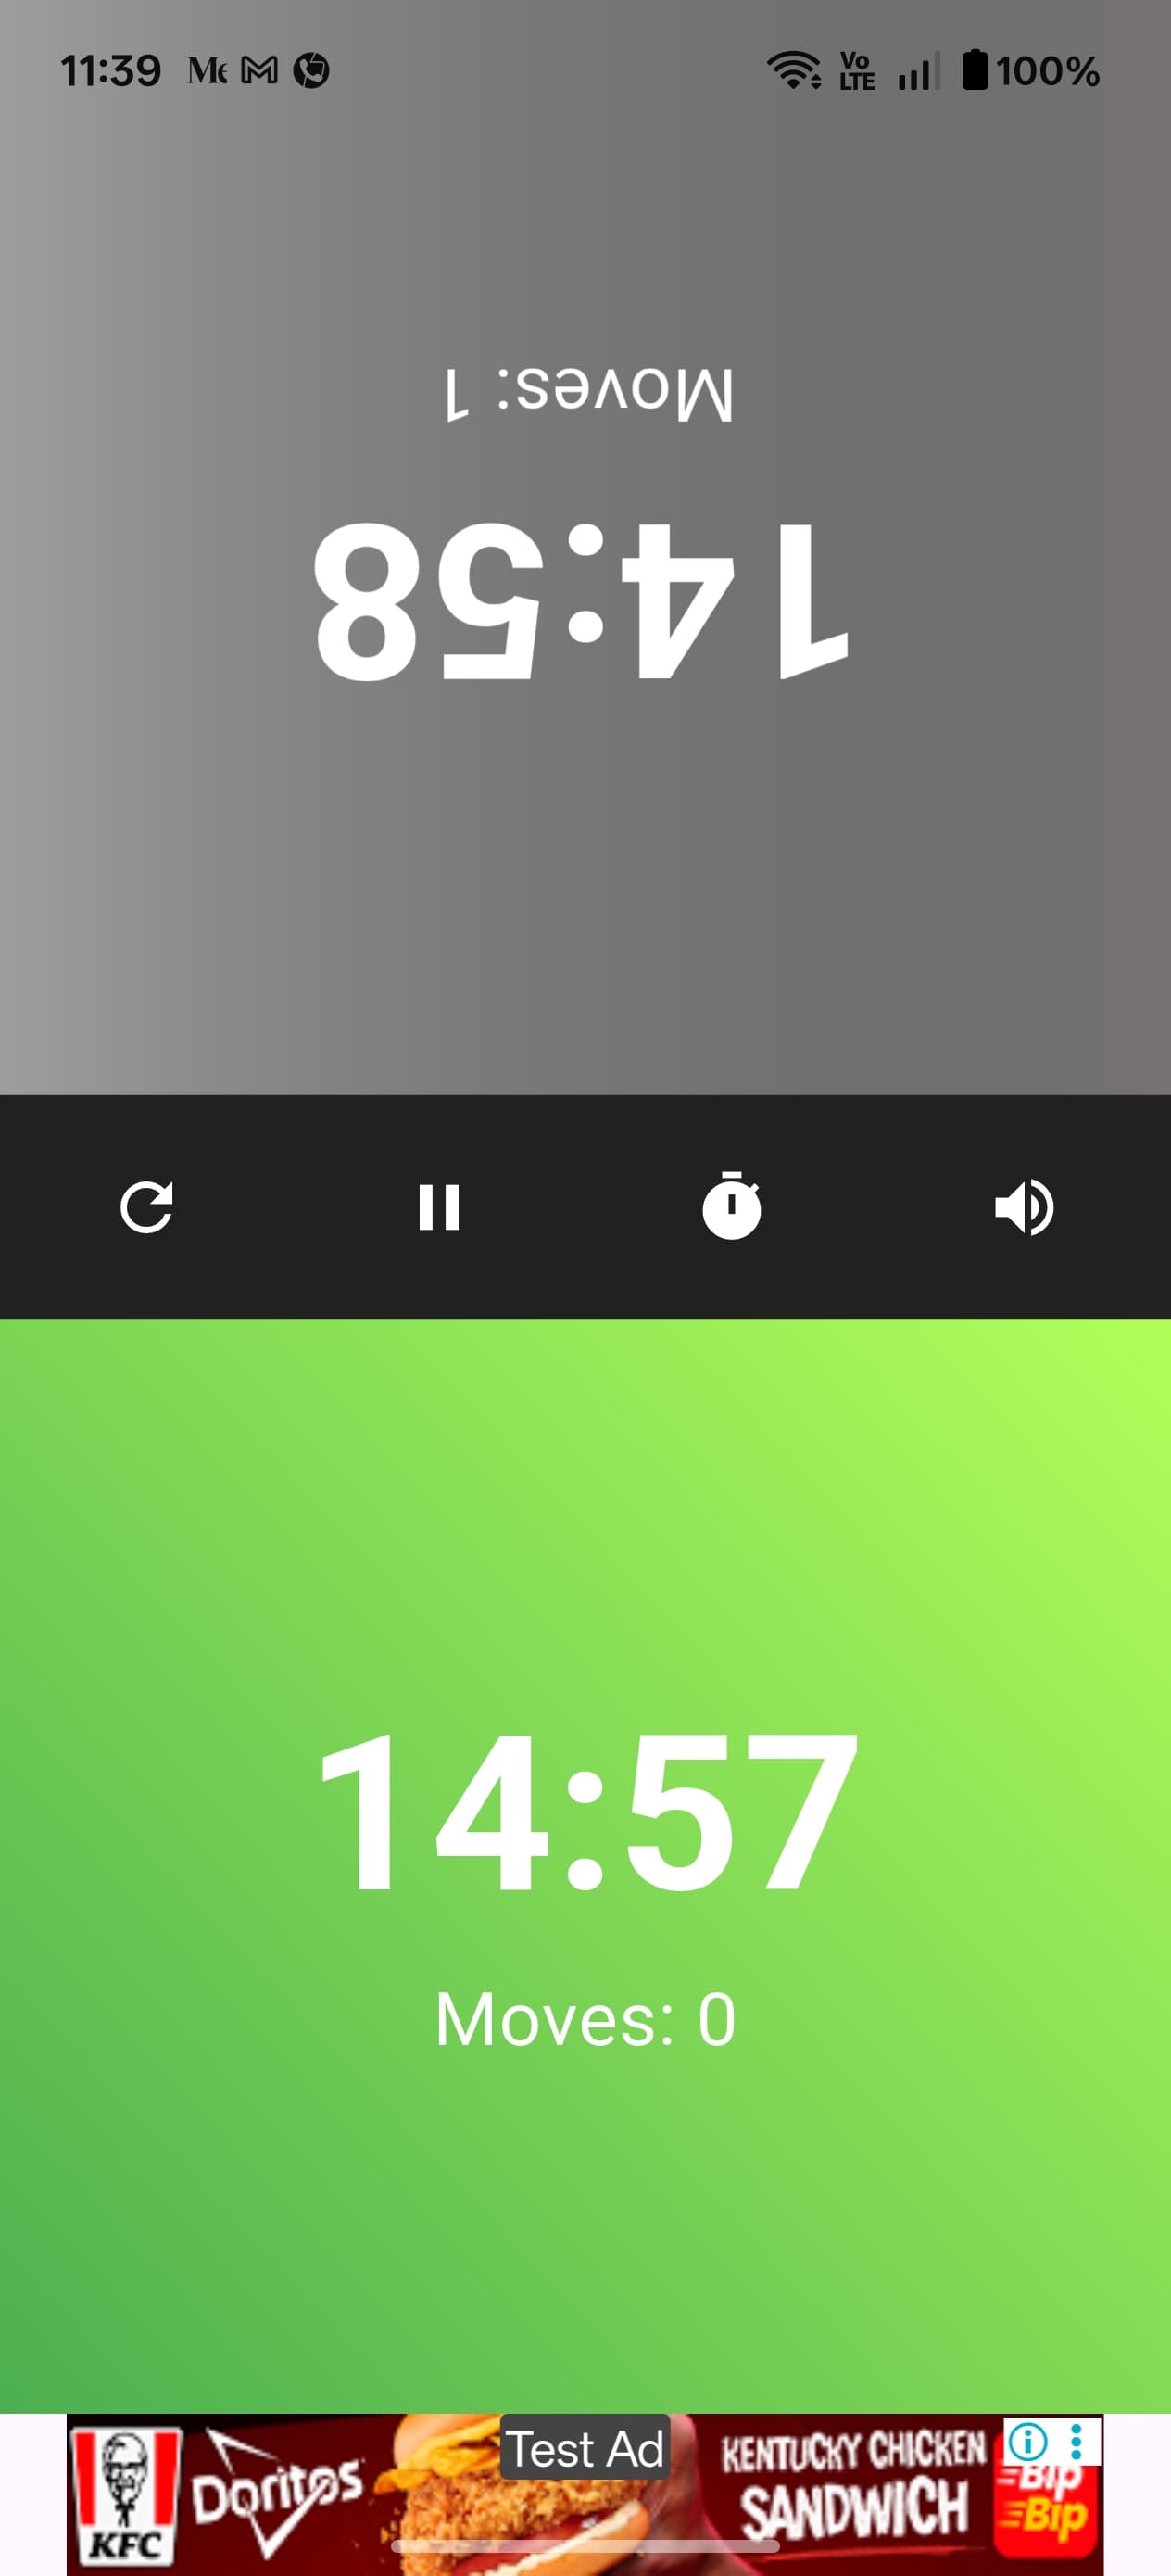 11:39
Vo
LTE
100%
Moves: 1
14:58
14:57
Moves: 0
Test Ad
KFC
Doritos
KENTUCKY CHICKEN
SANDWICH
Bip
Bip